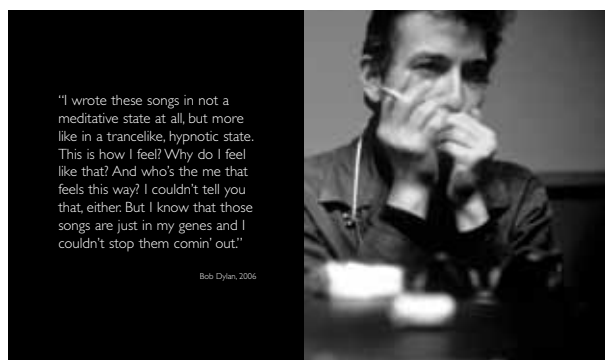 “I wrote these songs in not a
meditative state at all, but more
like in a trancelike, hypnotic state.
This is how I feel? Why do I feel
like that? And who’s the me that
feels this way? I couldn’t tell you
that, either. But I know that those
songs are just in my genes and I
couldn’t stop them comin’ out.”
Bob Dylan, 2006